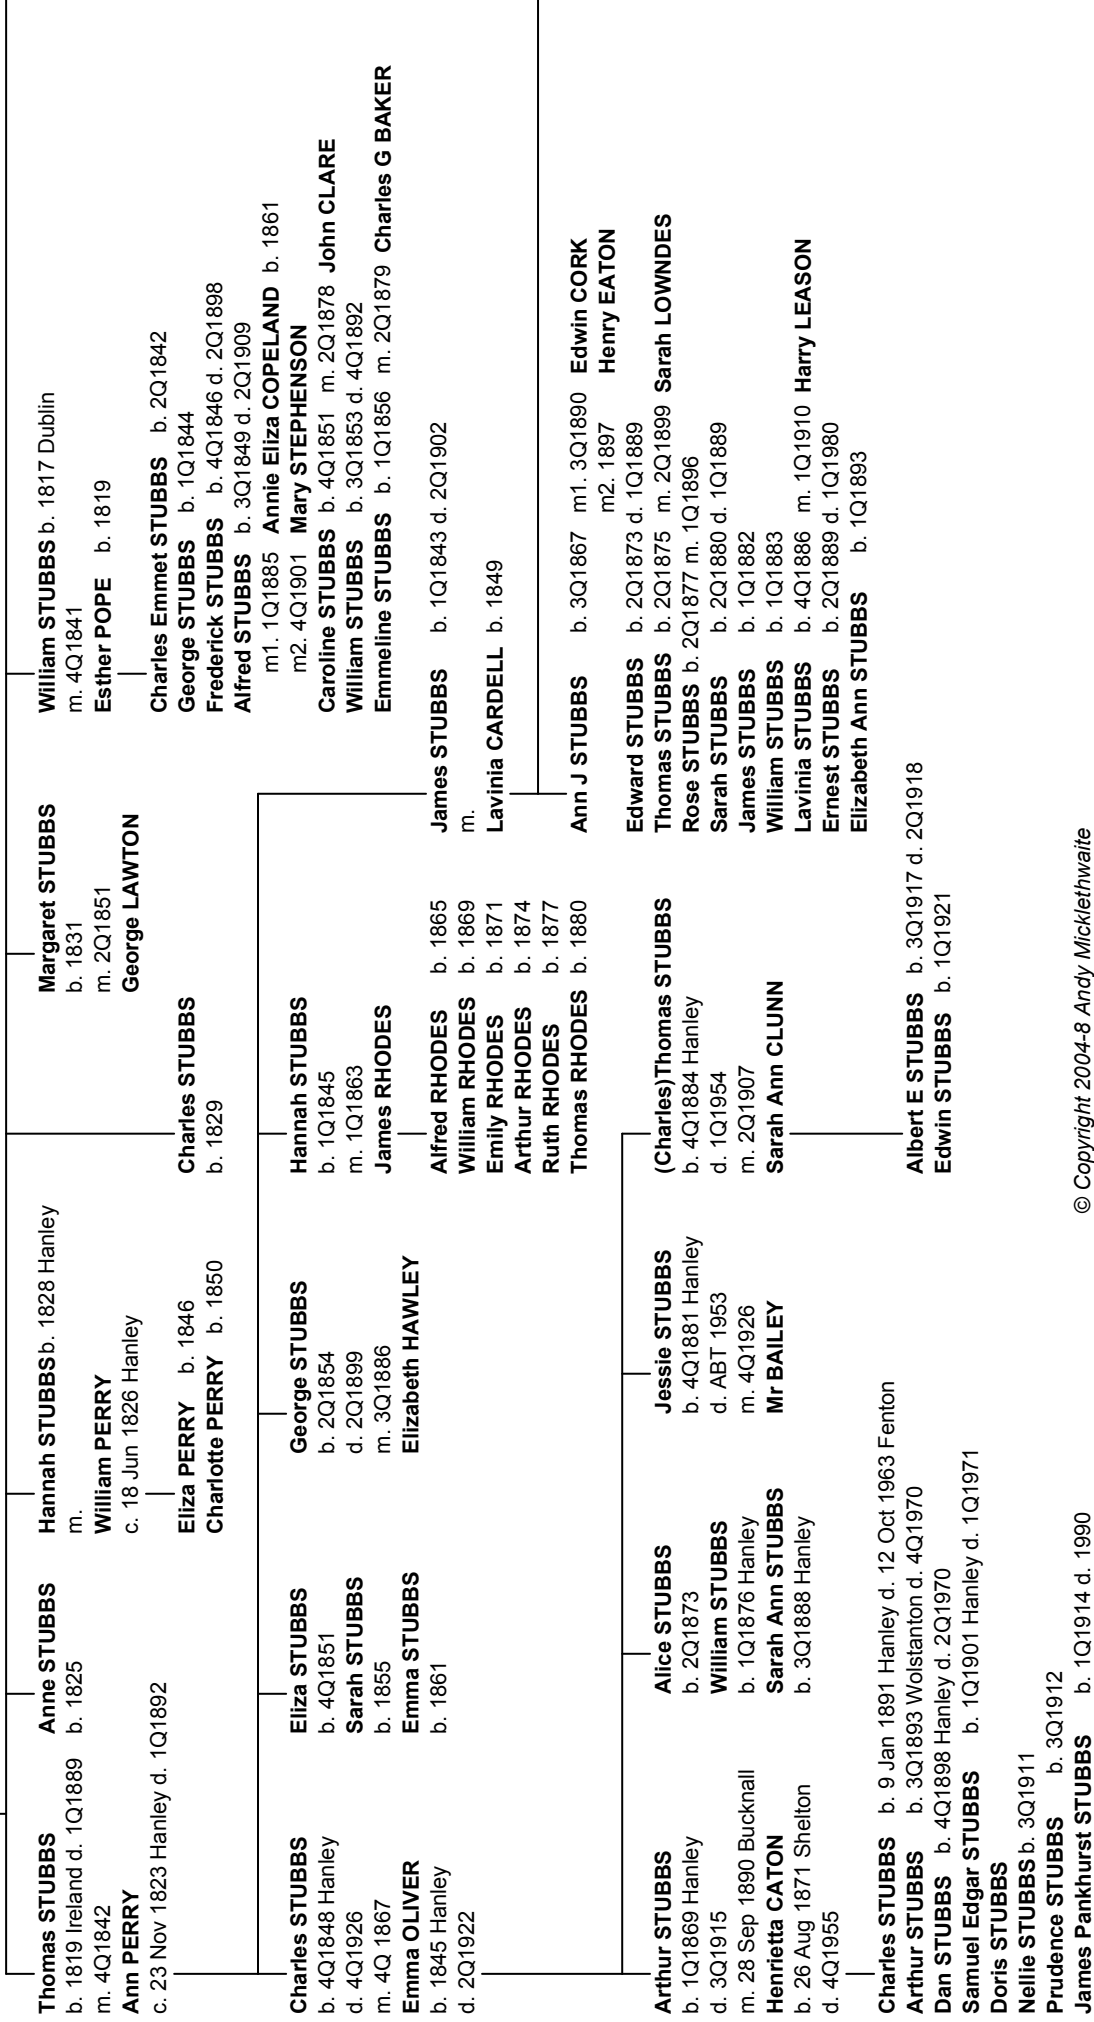 Thomas STUBBS
b. 1819 Ireland d. 1Q1889
m. 4Q1842
Ann PERRY
c. 23 Nov 1823 Hanley d. 1Q1892
Anne STUBBS
b. 1825
Hannah STUBBS b. 1828 Hanley
m.
William PERRY
c. 18 Jun 1826 Hanley
Eliza PERRY b. 1846
Charlotte PERRY b. 1850
Charles STUBBS
b. 1829
Margaret STUBBS
b. 1831
m. 2Q1851
George LAWTON
William STUBBS b. 1817 Dublin
m. 4Q1841
Esther POPE b. 1819
Charles Emmet STUBBS b. 2Q1842
George STUBBS b. 1Q1844
Frederick STUBBS b. 4Q1846 d. 2Q1898
Alfred STUBBS b. 3Q1849 d. 2Q1909
m1. 1Q1885 Annie Eliza COPELAND b. 1861
m2. 4Q1901 Mary STEPHENSON
Caroline STUBBS b. 4Q1851 m. 2Q1878 John CLARE
William STUBBS b. 3Q1853 d. 4Q1892
Emmeline STUBBS b. 1Q1856 m. 2Q1879 Charles G BAKER
Charles STUBBS
b. 4Q1848 Hanley
d. 4Q1926
m. 4Q 1867
Emma OLIVER
b. 1845 Hanley
d. 2Q1922
Eliza STUBBS
b. 4Q1851
Sarah STUBBS
b. 1855
Emma STUBBS
b. 1861
George STUBBS
b. 2Q1854
d. 2Q1899
m. 3Q1886
Elizabeth HAWLEY
Hannah STUBBS
b. 1Q1845
m. 1Q1863
James RHODES
Alfred RHODES b. 1865
William RHODES b. 1869
Emily RHODES b. 1871
Arthur RHODES b. 1874
Ruth RHODES b. 1877
Thomas RHODES b. 1880
James STUBBS b. 1Q1843 d. 2Q1902
m.
Lavinia CARDELL b. 1849
Ann J STUBBS b. 3Q1867 m1. 3Q1890 Edwin CORK
m2. 1897 Henry EATON
Edward STUBBS b. 2Q1873 d. 1Q1889
Thomas STUBBS b. 2Q1875 m. 2Q1899 Sarah LOWNDES
Rose STUBBS b. 2Q1877 m. 1Q1896
Sarah STUBBS b. 2Q1880 d. 1Q1889
James STUBBS b. 1Q1882
William STUBBS b. 1Q1883
Lavinia STUBBS b. 4Q1886 m. 1Q1910 Harry LEASON
Ernest STUBBS b. 2Q1889 d. 1Q1980
Elizabeth Ann STUBBS b. 1Q1893
Arthur STUBBS
b. 1Q1869 Hanley
d. 3Q1915
m. 28 Sep 1890 Bucknall
Henrietta CATON
b. 26 Aug 1871 Shelton
d. 4Q1955
Alice STUBBS
b. 2Q1873
William STUBBS
b. 1Q1876 Hanley
Sarah Ann STUBBS
b. 3Q1888 Hanley
Jessie STUBBS
b. 4Q1881 Hanley
d. ABT 1953
m. 4Q1926
Mr BAILEY
(Charles)Thomas STUBBS
b. 4Q1884 Hanley
d. 1Q1954
m. 2Q1907
Sarah Ann CLUNN
Albert E STUBBS b. 3Q1917 d. 2Q1918
Edwin STUBBS b. 1Q1921
Charles STUBBS b. 9 Jan 1891 Hanley d. 12 Oct 1963 Fenton
Arthur STUBBS b. 3Q1893 Wolstanton d. 4Q1970
Dan STUBBS b. 4Q1898 Hanley d. 2Q1970
Samuel Edgar STUBBS b. 1Q1901 Hanley d. 1Q1971
Doris STUBBS
Nellie STUBBS b. 3Q1911
Prudence STUBBS b. 3Q1912
James Pankhurst STUBBS b. 1Q1914 d. 1990
© Copyright 2004-8 Andy Micklethwaite